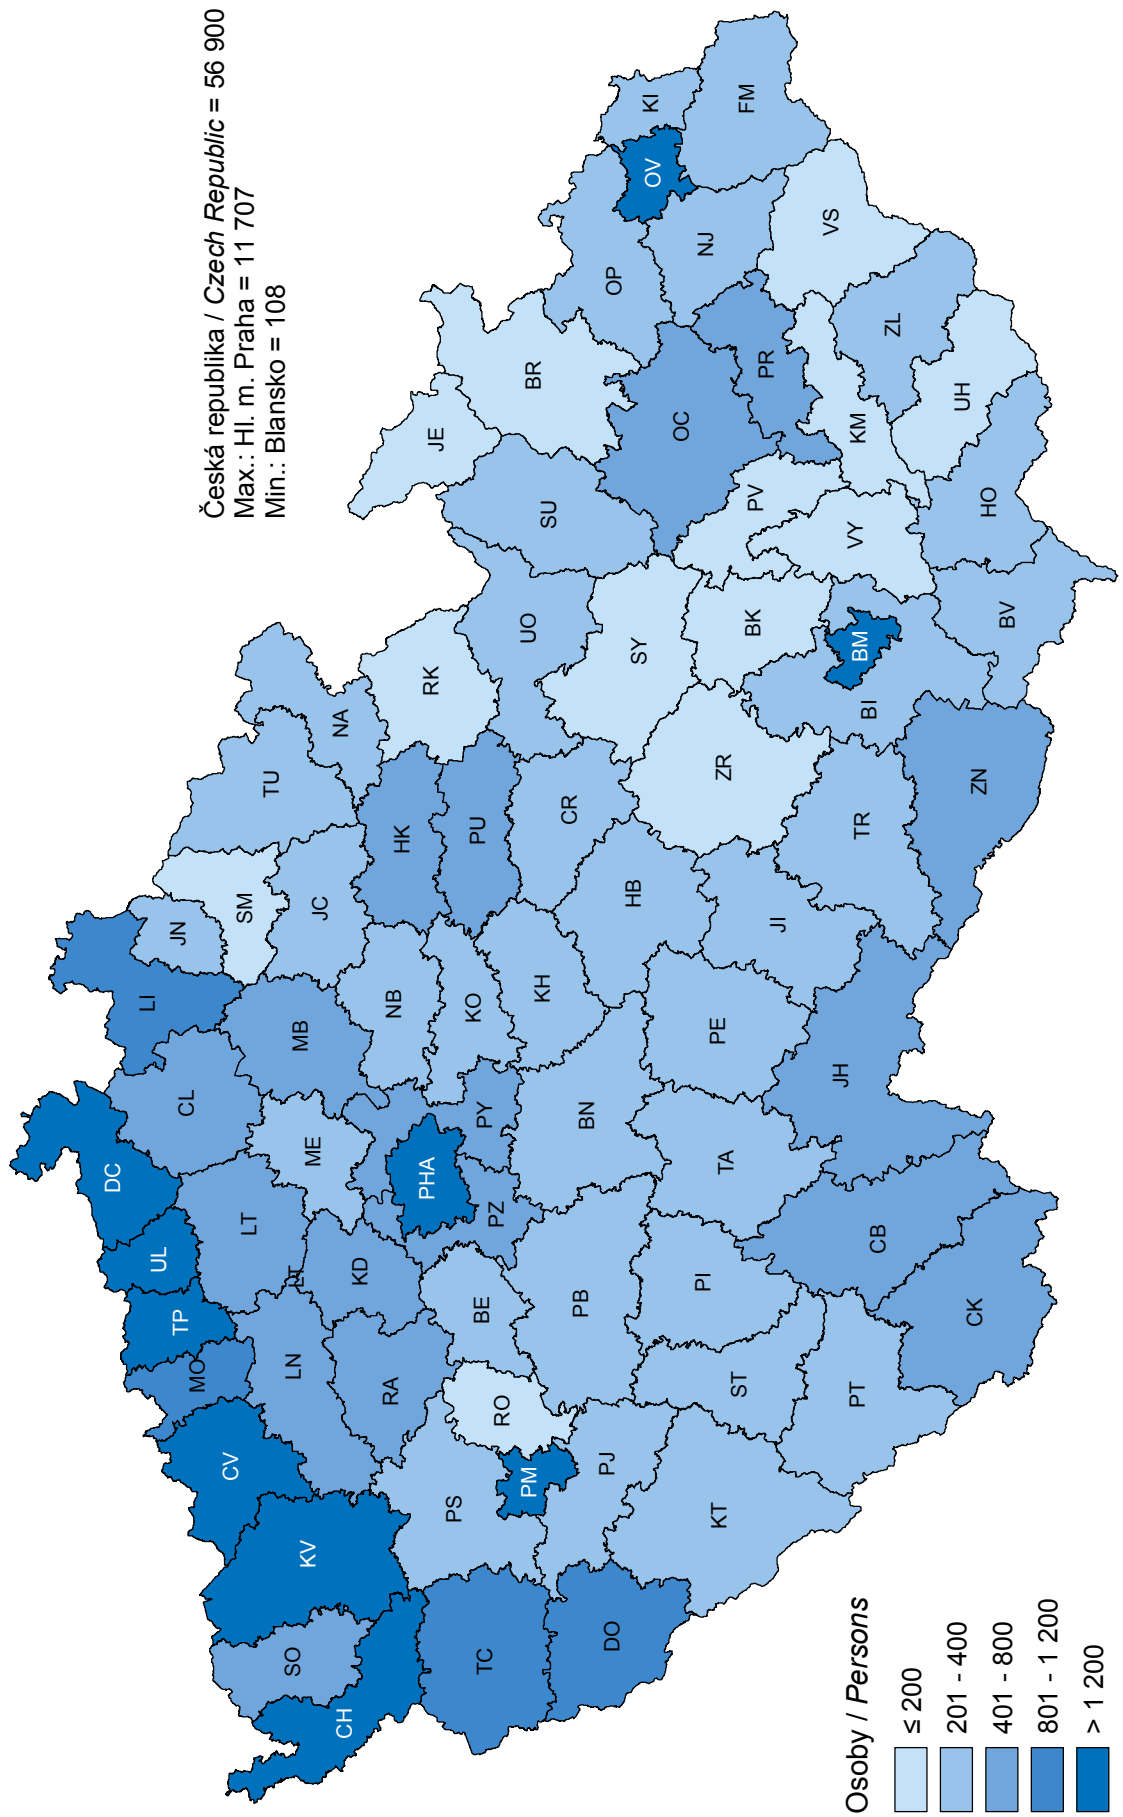 Česká republika / Czech Republic = 56 900
Max.: Hl. m. Praha = 11 707
Min.: Blansko = 108
DC
LI
UL
JN
TP
CL
MO
CV
SM
LT
TU
SO
LN
LT
MB
KV
ME
JC
NA
CH
KD
RA
NB
HK
PHA
RK
JE
PS
KO
PU
BE
TC
PY
PZ
RO
UO
PM
BR
KH
SU
CR
PB
BN
PJ
DO
OP
HB
SY
KI
OV
OC
PI
NJ
PE
KT
ZR
TA
ST
FM
BK
PV
PR
JI
VS
JH
VY
PT
KM
BM
TR
BI
CB
ZL
UH
CK
ZN
HO
BV
Osoby / Persons
≤ 200
201 - 400
401 - 800
801 - 1 200
> 1 200